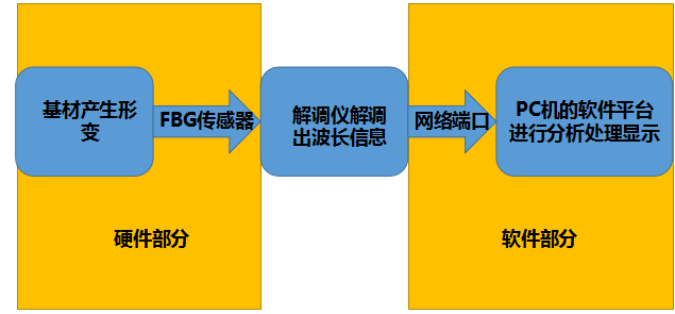 基材产生形
变
FBG传感器
解调仪解调
出波长信息
网络端口
PC机的软件平台
进行分析处理显示
硬件部分
软件部分